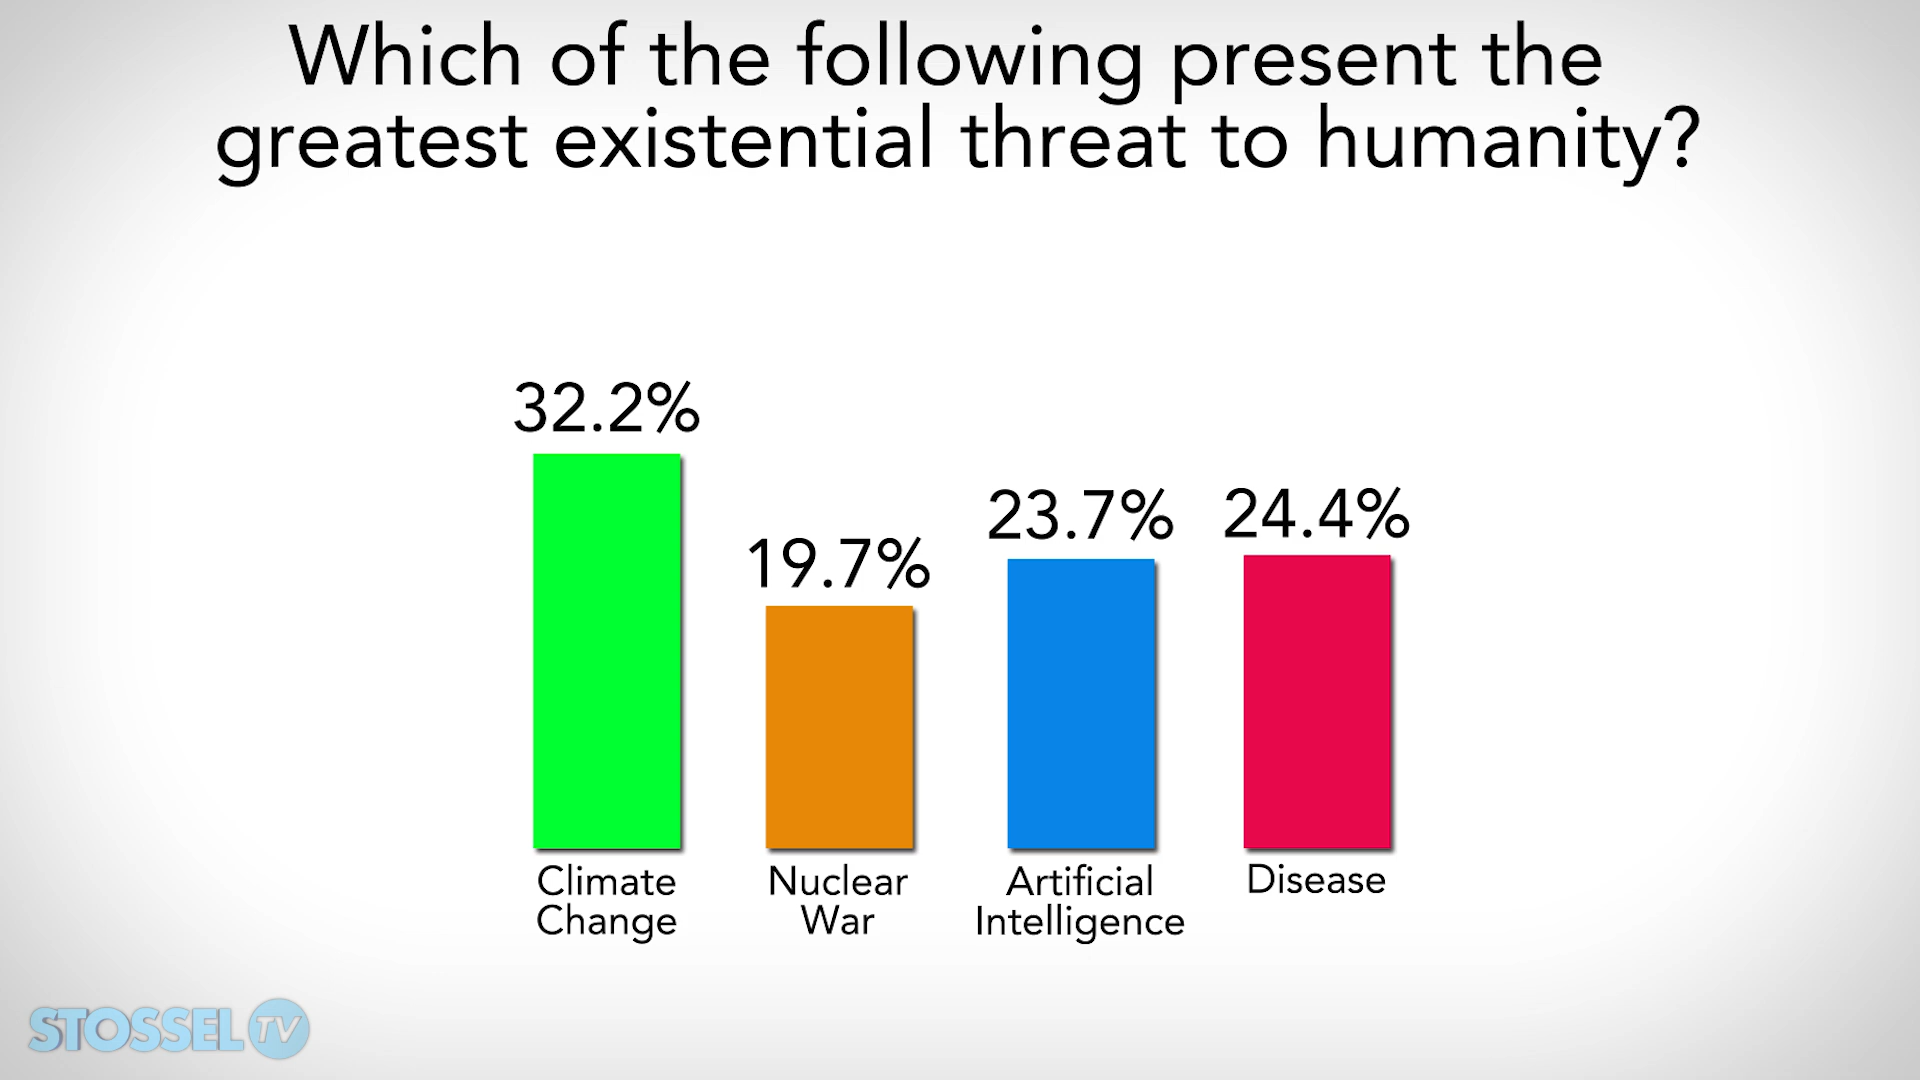 Which of the following present the
greatest existential threat to humanity?
32.2%
19.7%
23.7%
24.4%
Climate
Change
Nuclear
War
Artificial
Intelligence
Disease
STOSSEL TV